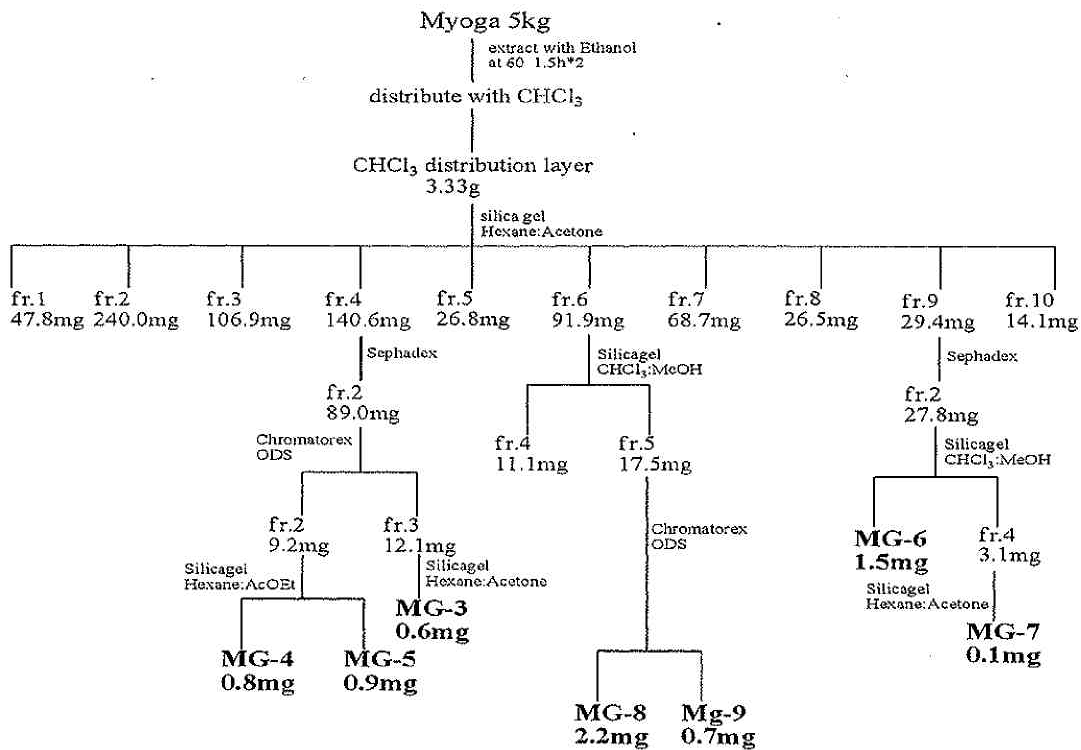 Myoga 5kg
extract with Ethanol
at 60 1.5h*2
distribute with CHCl₃
CHCl₃ distribution layer
3.33g
silica gel
Hexane:Acetone
fr.1
47.8mg
fr.2
240.0mg
fr.3
106.9mg
fr.4
140.6mg
fr.5
26.8mg
fr.6
91.9mg
fr.7
68.7mg
fr.8
26.5mg
fr.9
29.4mg
fr.10
14.1mg
Sephadex
fr.2
89.0mg
Chromatorex
ODS
fr.2
9.2mg
fr.3
12.1mg
Silicagel
Hexane:AcOEt
Silicagel
Hexane:Acetone
MG-3
0.6mg
MG-4
0.8mg
MG-5
0.9mg
Silicagel
CHCl₃:MeOH
fr.4
11.1mg
fr.5
17.5mg
Chromatorex
ODS
MG-8
2.2mg
Mg-9
0.7mg
Sephadex
fr.2
27.8mg
Silicagel
CHCl₃:MeOH
MG-6
1.5mg
fr.4
3.1mg
Silicagel
Hexane:Acetone
MG-7
0.1mg